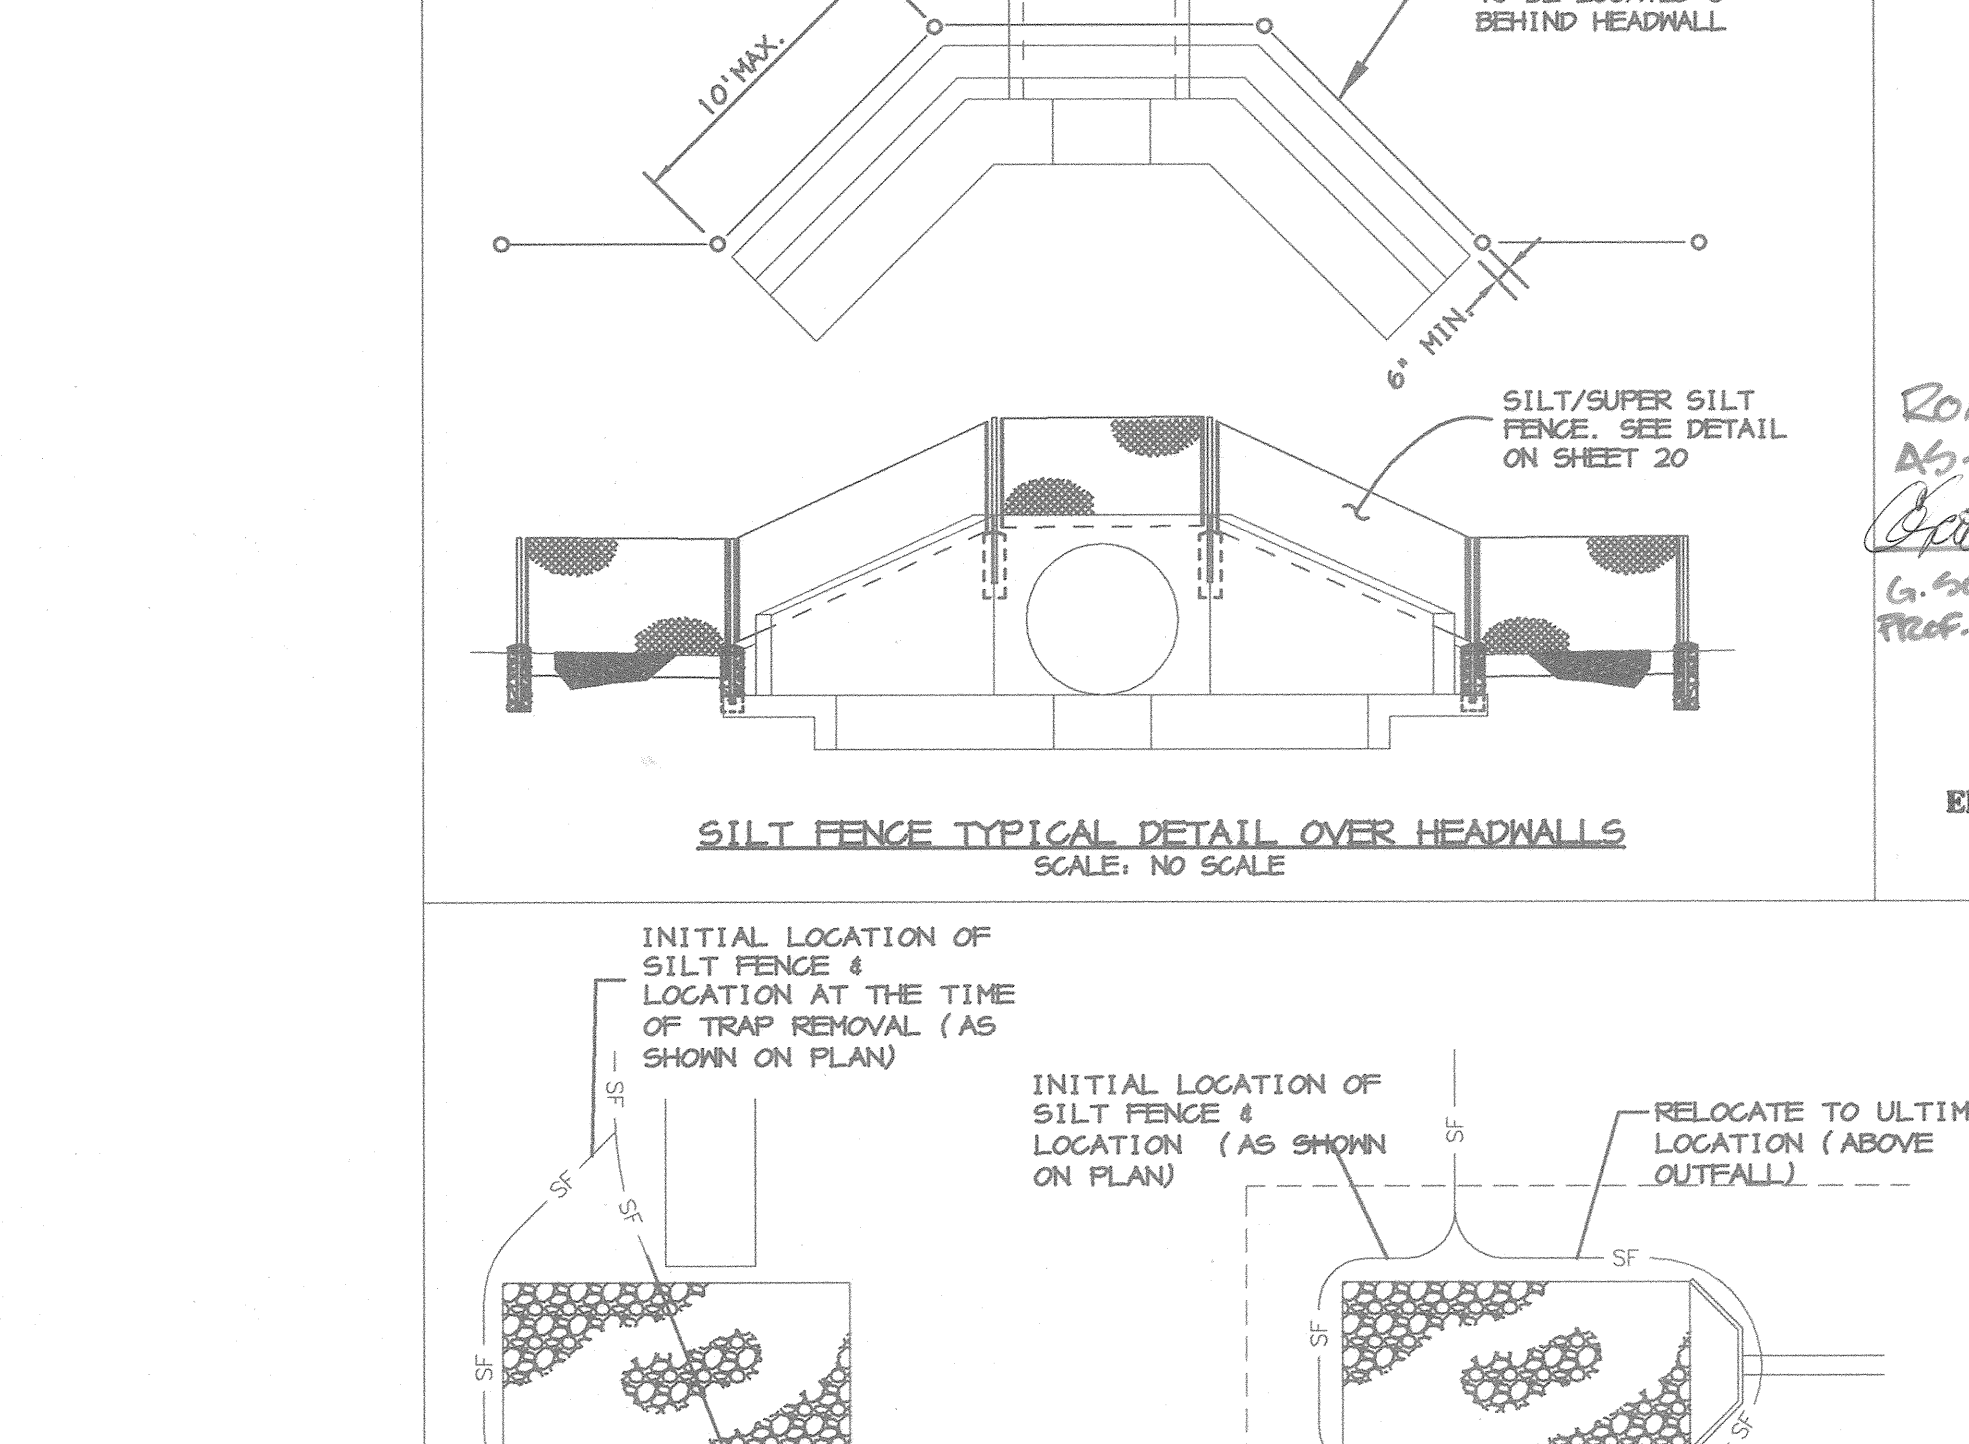 BEHIND HEADWALL
10' MAX.
6" MIN.
SILT/SUPER SILT
FENCE. SEE DETAIL
ON SHEET 20
AS-
G.
PROF.
SILT FENCE TYPICAL DETAIL OVER HEADWALLS
SCALE: NO SCALE
INITIAL LOCATION OF
SILT FENCE &
LOCATION AT THE TIME
OF TRAP REMOVAL (AS
SHOWN ON PLAN)
SF
SF
SF
SF
INITIAL LOCATION OF
SILT FENCE &
LOCATION (AS SHOWN
ON PLAN)
SF
RELOCATE TO ULTIM
LOCATION (ABOVE
OUTFALL)
SF
SF
SF